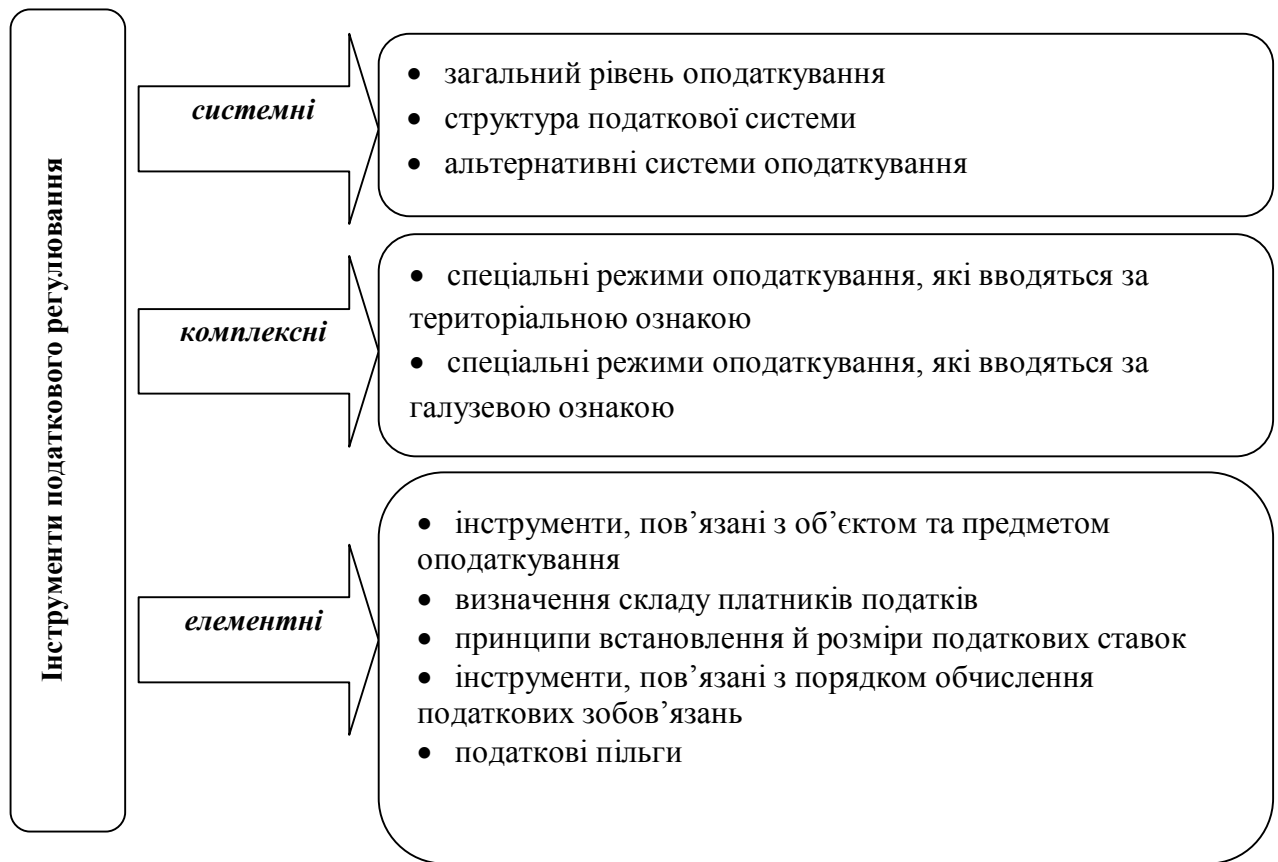 Інструменти податкового регулювання
системні
• загальний рівень оподаткування
• структура податкової системи
• альтернативні системи оподаткування
комплексні
• спеціальні режими оподаткування, які вводяться за
територіальною ознакою
• спеціальні режими оподаткування, які вводяться за
галузевою ознакою
елементні
• інструменти, пов’язані з об’єктом та предметом
оподаткування
• визначення складу платників податків
• принципи встановлення й розміри податкових ставок
• інструменти, пов’язані з порядком обчислення
податкових зобов’язань
• податкові пільги